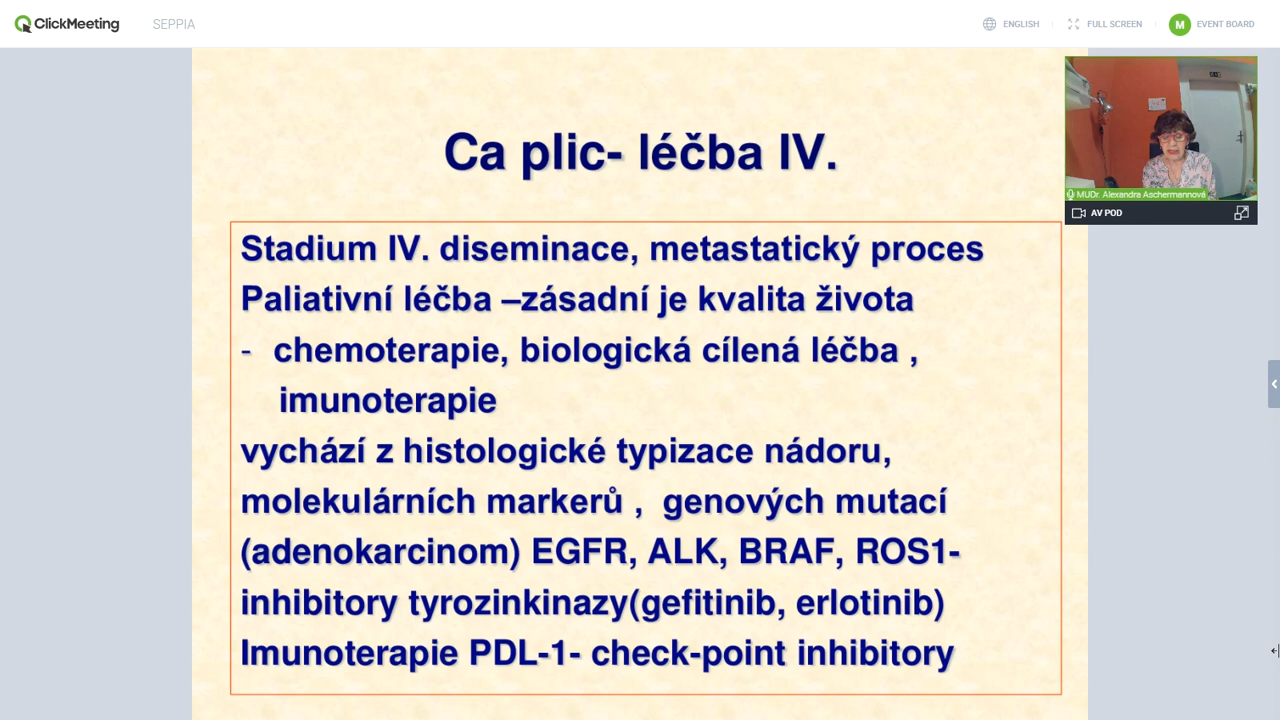 ClickMeeting
SEPPIA
ENGLISH
FULL SCREEN
M
EVENT BOARD
Ca plic- léčba IV.
Stadium IV. diseminace, metastatický proces
Paliativní léčba –zásadní je kvalita života
- chemoterapie, biologická cílená léčba ,
imunoterapie
vychází z histologické typizace nádoru,
molekulárních markerů , genových mutací
(adenokarcinom) EGFR, ALK, BRAF, ROS1-
inhibitory tyrozinkinazy(gefitinib, erlotinib)
Imunoterapie PDL-1- check-point inhibitory
MUDr. Alexandra Aschermannová
AV POD